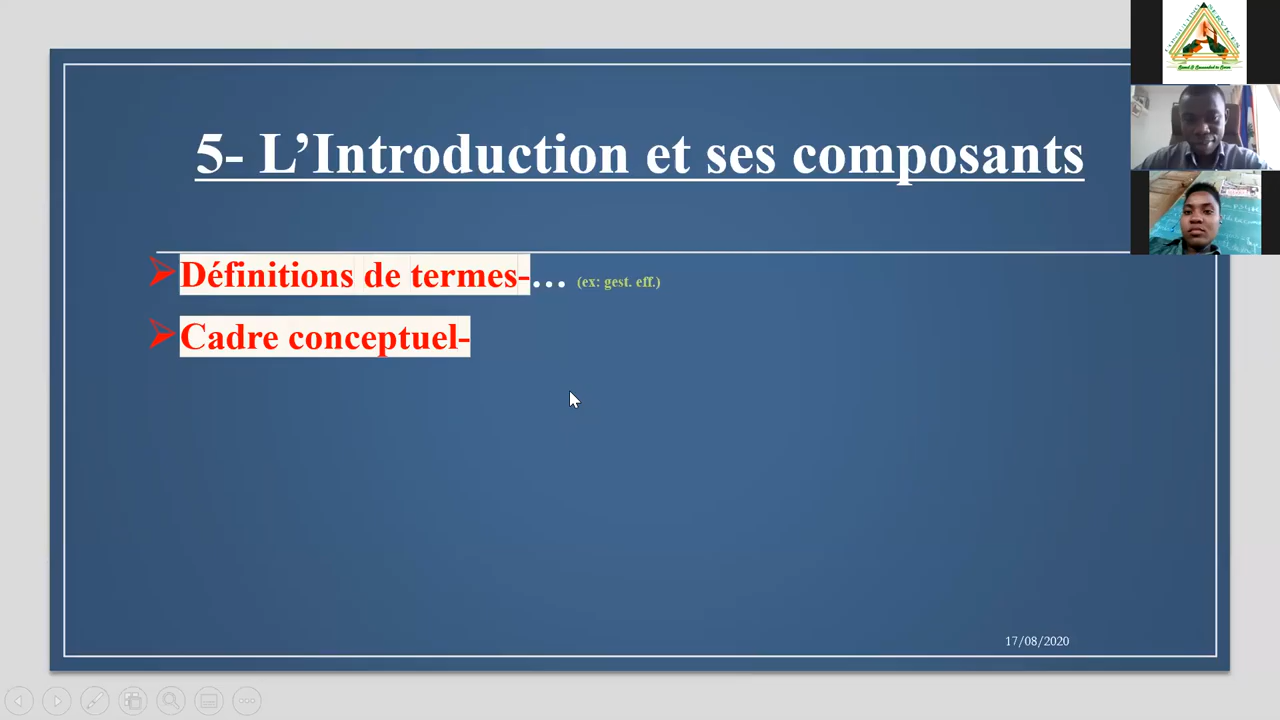 5- L’Introduction et ses composants
Définitions de termes-… (ex: gest. eff.)
Cadre conceptuel-
17/08/2020